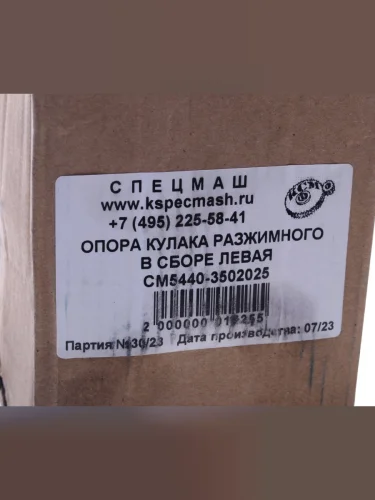 СПЕЦМАШ
www.kspecmash.ru
+7 (495) 225-58-41
ОПОРА КУЛАКА РАЗЖИМНОГО
В СБОРЕ ЛЕВАЯ
СМ5440-3502025
Партия №30/23 Дата производства: 07/23